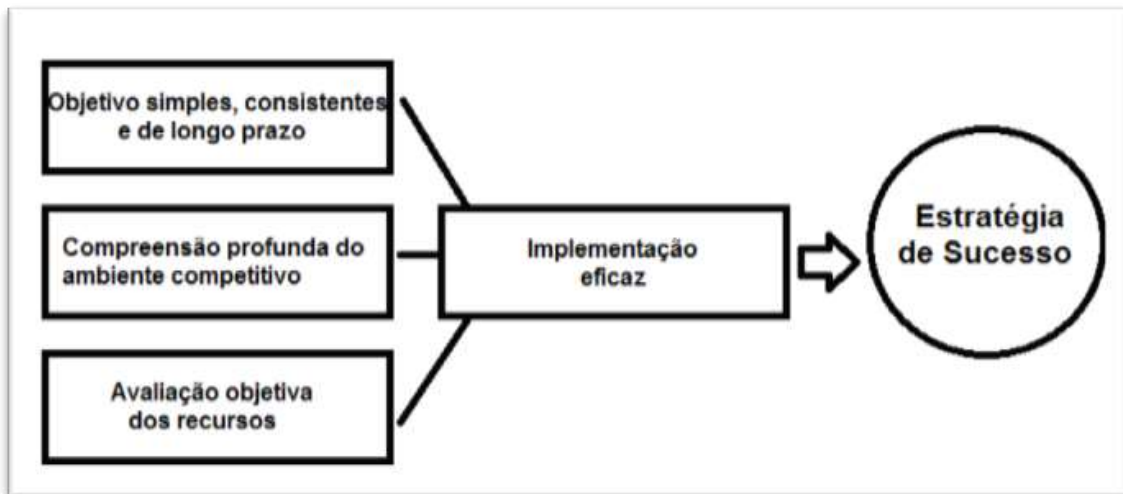 Objetivo simples, consistentes
e de longo prazo
Compreensão profunda do
ambiente competitivo
Avaliação objetiva
dos recursos
Implementação
eficaz
Estratégia
de Sucesso